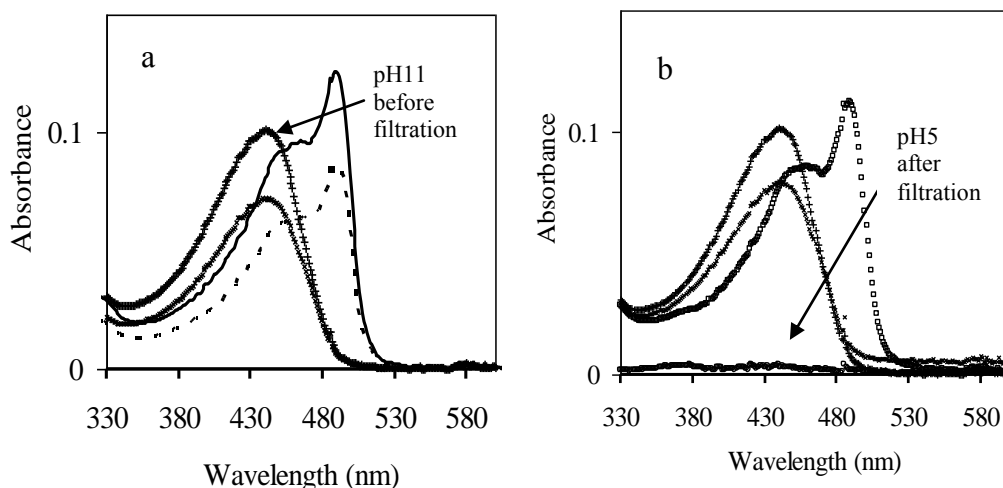 a
pH11
before
filtration
Absorbance
0.1
0
330 380 430 480 530 580
Wavelength (nm)
b
pH5
after
filtration
Absorbance
0.1
0
330 380 430 480 530 580
Wavelength (nm)